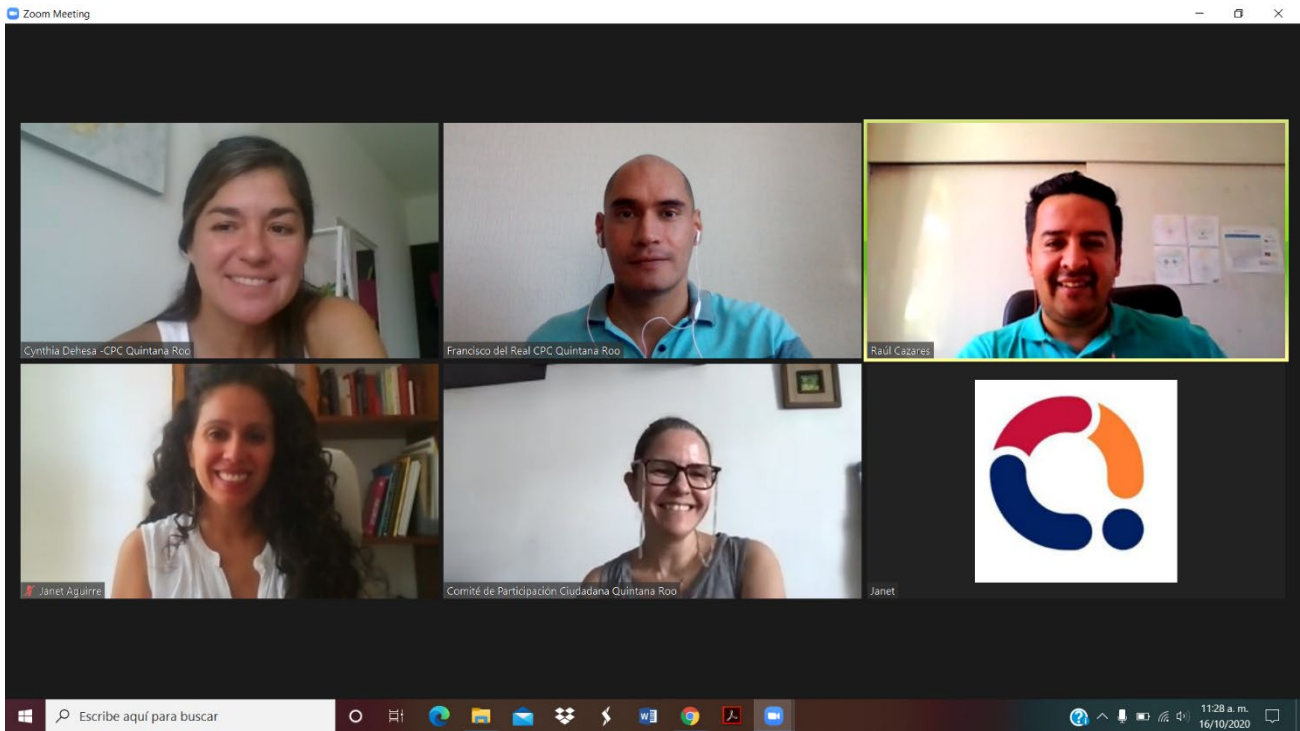 Zoom Meeting
Cynthia Dehesa -CPC Quintana Roo
Francisco del Real CPC Quintana Roo
Raúl Cazares
Janet Aguirre
Comité de Participación Ciudadana Quintana Roo
Janet
Escribe aquí para buscar
11:28 a. m.
16/10/2020